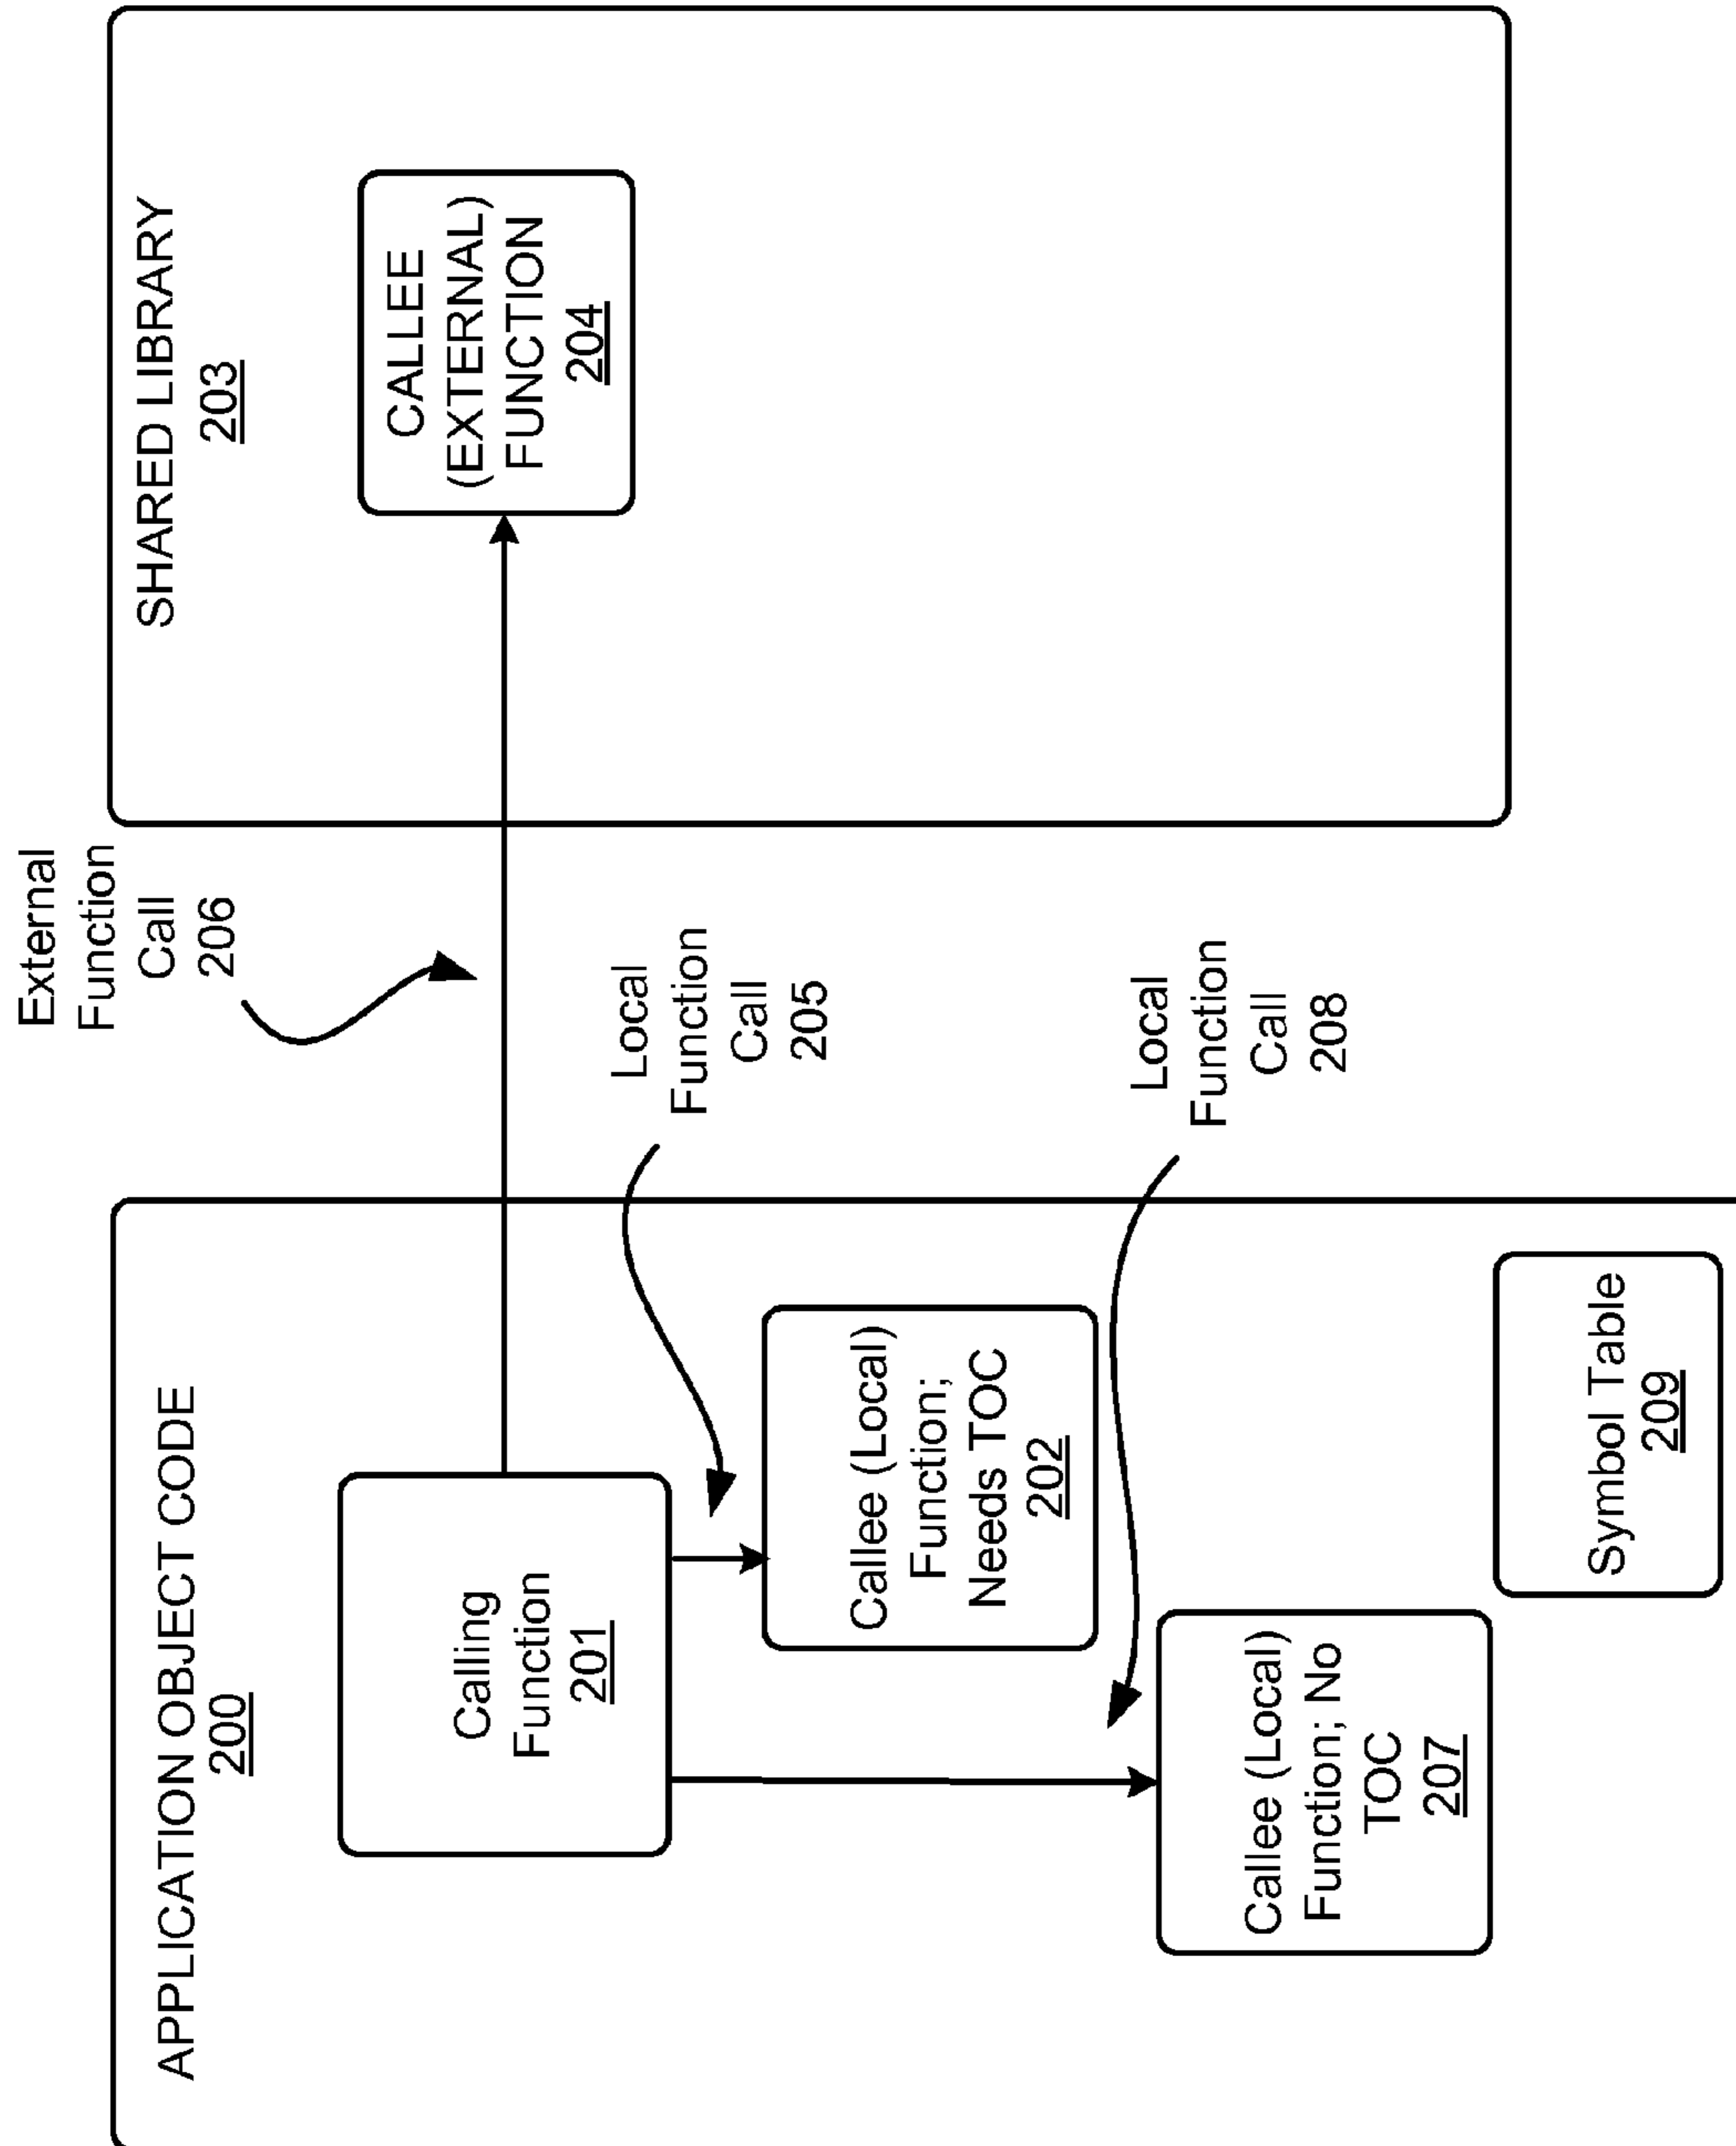 APPLICATION OBJECT CODE
200
Calling
Function
201
Callee (Local)
Function;
Needs TOC
202
Callee (Local)
Function; No
TOC
207
Symbol Table
209
External
Function
Call
206
Local
Function
Call
205
Local
Function
Call
208
SHARED LIBRARY
203
CALLEE
(EXTERNAL)
FUNCTION
204